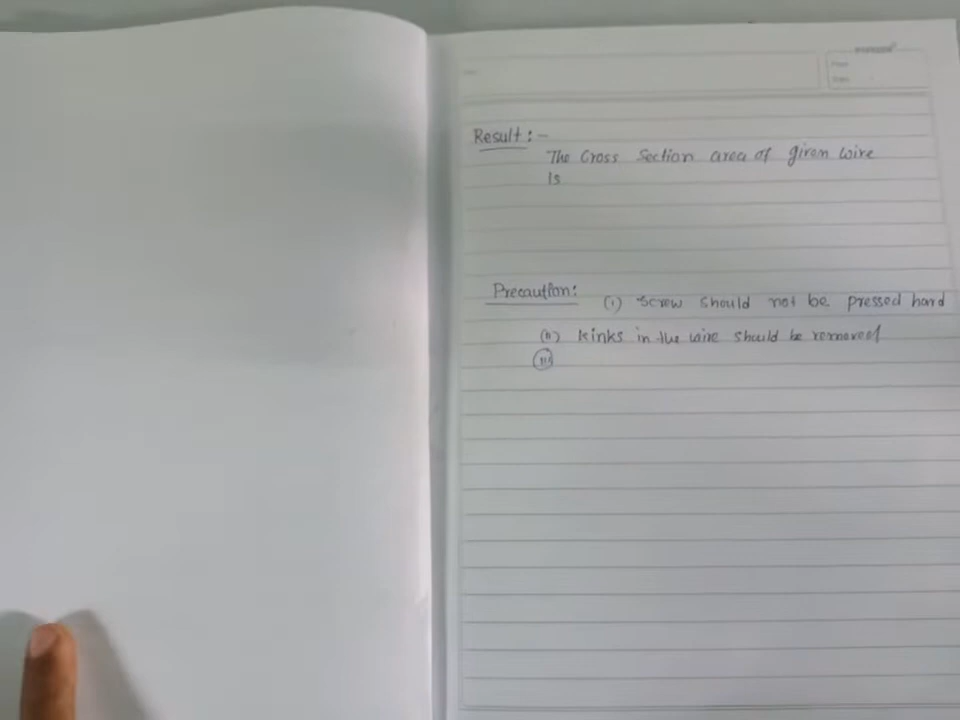 Result:-
The Cross Section area of given wire
is
Precaution:
(i) Screw should not be pressed hard
(ii) kinks in the wire should be removed
(iii)